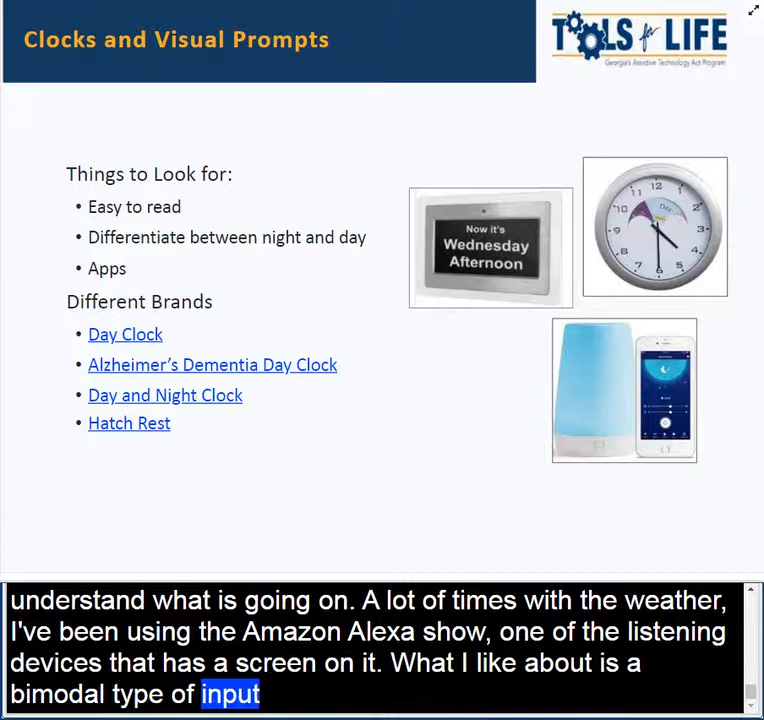 Clocks and Visual Prompts
TOOLS for LIFE
Georgia's Assistive Technology Act Program
Things to Look for:
• Easy to read
• Differentiate between night and day
• Apps
Different Brands
• Day Clock
• Alzheimer’s Dementia Day Clock
• Day and Night Clock
• Hatch Rest
Now it's
Wednesday
Afternoon
11 12 1
10 2
9 3
8 4
7 6 5
Day
understand what is going on. A lot of times with the weather,
I've been using the Amazon Alexa show, one of the listening
devices that has a screen on it. What I like about is a
bimodal type of input